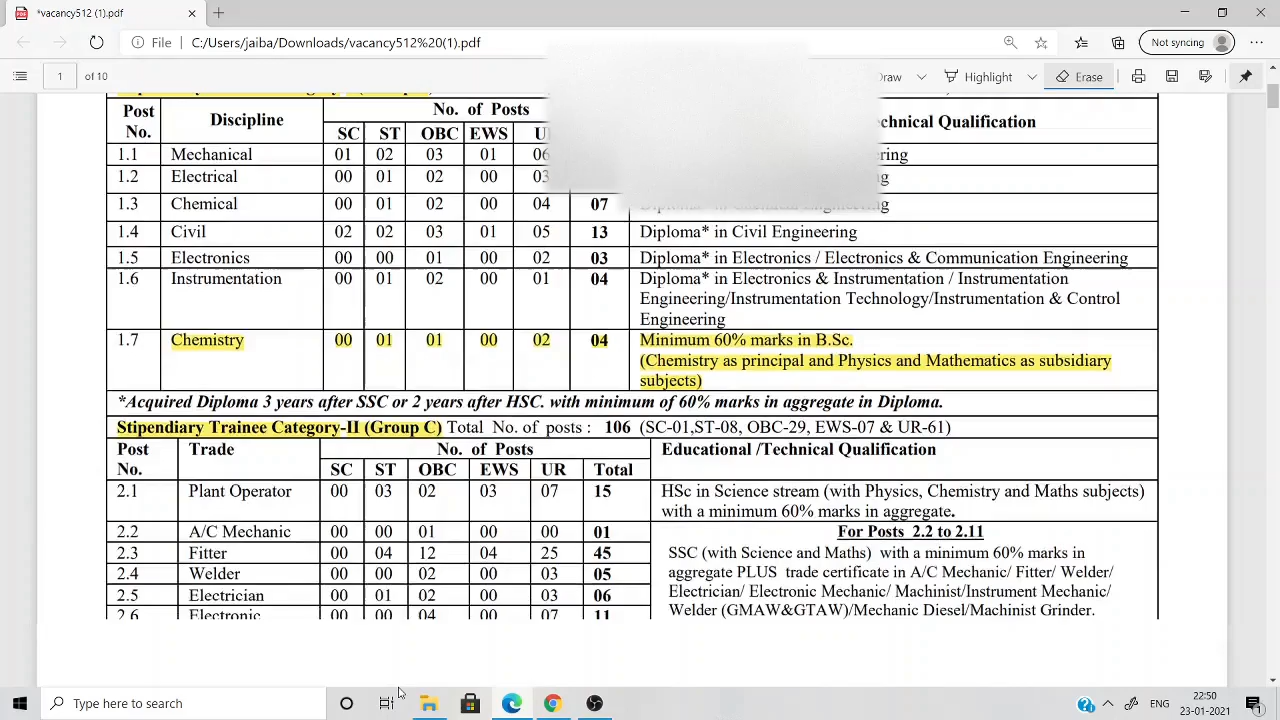 *vacancy512 (1).pdf
File C:/Users/jaiba/Downloads/vacancy512%20(1).pdf Not syncing
1 of 10 Highlight Erase
Post No. Discipline No. of Posts Qualification
SC ST OBC EWS
1.1 Mechanical 01 02 03 01 06
1.2 Electrical 00 01 02 00 03
1.3 Chemical 00 01 02 00 04 07 Diploma* in Chemical Engineering
1.4 Civil 02 02 03 01 05 13 Diploma* in Civil Engineering
1.5 Electronics 00 00 01 00 02 03 Diploma* in Electronics / Electronics & Communication Engineering
1.6 Instrumentation 00 01 02 00 01 04 Diploma* in Electronics & Instrumentation / Instrumentation
Engineering/Instrumentation Technology/Instrumentation & Control
Engineering
1.7 Chemistry 00 01 01 00 02 04 Minimum 60% marks in B.Sc.
(Chemistry as principal and Physics and Mathematics as subsidiary
subjects)
*Acquired Diploma 3 years after SSC or 2 years after HSC. with minimum of 60% marks in aggregate in Diploma.
Stipendiary Trainee Category-II (Group C) Total No. of posts : 106 (SC-01,ST-08, OBC-29, EWS-07 & UR-61)
Post No. Trade No. of Posts Educational /Technical Qualification
SC ST OBC EWS UR Total
2.1 Plant Operator 00 03 02 03 07 15 HSc in Science stream (with Physics, Chemistry and Maths subjects)
with a minimum 60% marks in aggregate.
2.2 A/C Mechanic 00 00 01 00 00 01 For Posts 2.2 to 2.11
2.3 Fitter 00 04 12 04 25 45 SSC (with Science and Maths) with a minimum 60% marks in
2.4 Welder 00 00 02 00 03 05 aggregate PLUS trade certificate in A/C Mechanic/ Fitter/ Welder/
2.5 Electrician 00 01 02 00 03 06 Electrician/ Electronic Mechanic/ Machinist/Instrument Mechanic/
2.6 Electronic 00 00 04 00 07 11 Welder (GMAW&GTAW)/Mechanic Diesel/Machinist Grinder.
Type here to search ENG 22:50
23-01-2021